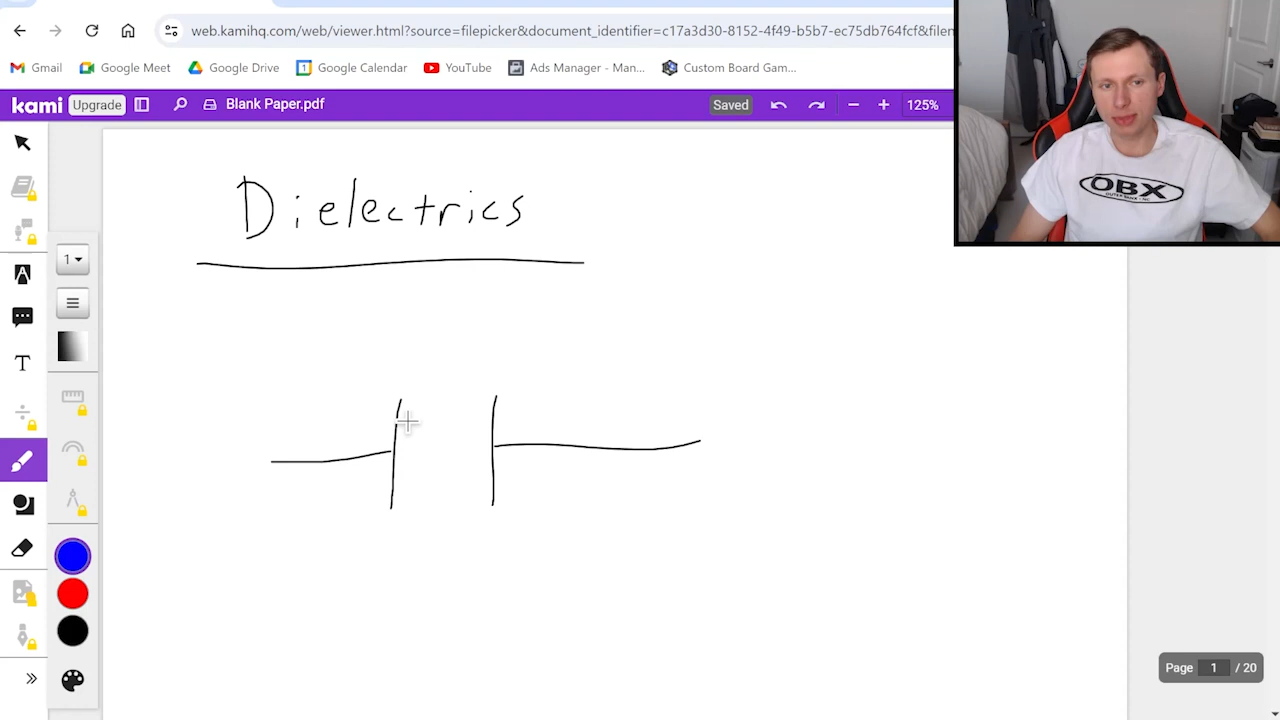 web.kamihq.com/web/viewer.html?source=filepicker&document_identifier=c17a3d30-8152-4f49-b5b7-ec75db764fcf&filen
Gmail Google Meet Google Drive 1 Google Calendar YouTube Ads Manager - Man... Custom Board Gam...
kami Upgrade Blank Paper.pdf Saved 125%
OBX
Dielectrics
1
A
T
Page 1 / 20